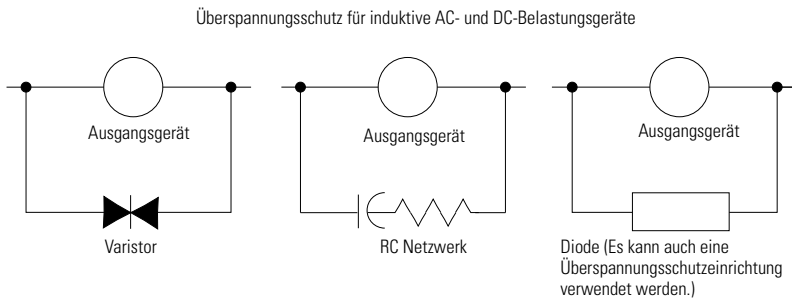 Überspannungsschutz für induktive AC- und DC-Belastungsgeräte
Ausgangsgerät
Ausgangsgerät
Ausgangsgerät
Varistor
RC Netzwerk
Diode (Es kann auch eine
Überspannungsschutzeinrichtung
verwendet werden.)